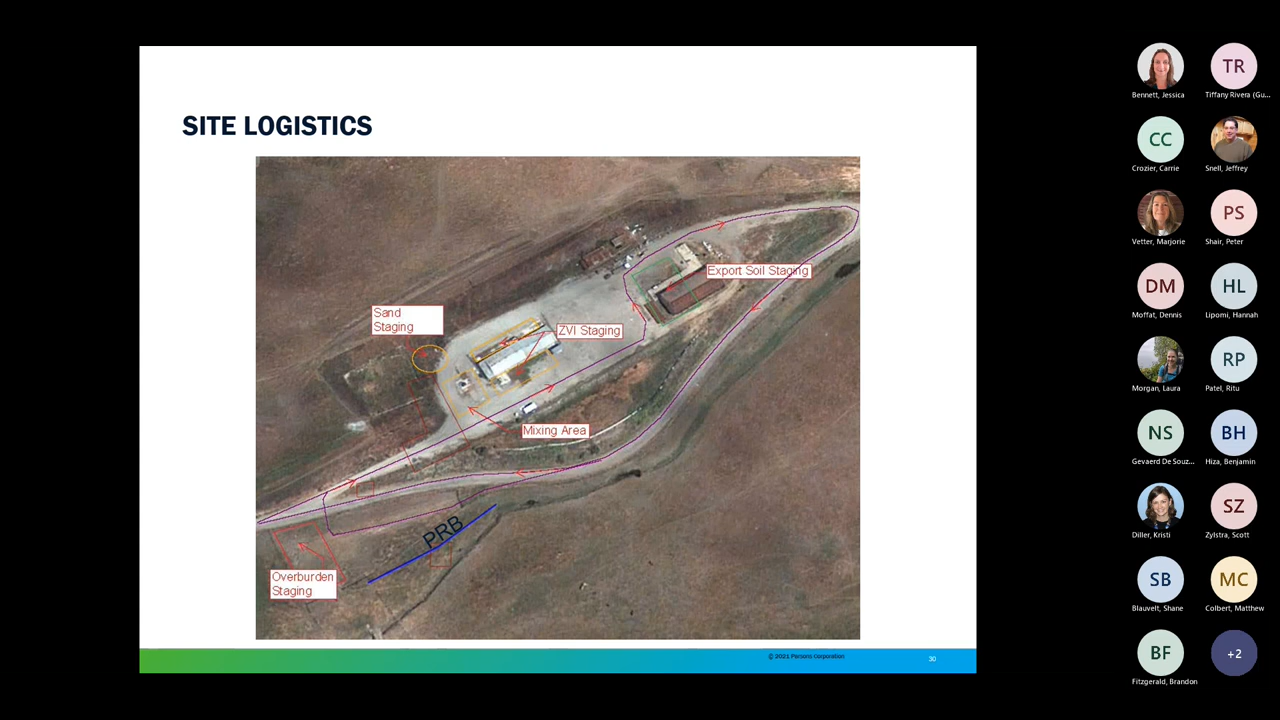 SITE LOGISTICS
Export Soil Staging
Sand
Staging
ZVI Staging
Mixing Area
PRB
Overburden
Staging
© 2021 Parsons Corporation
30
Bennett, Jessica
TR
Tiffany Rivera (Gu...
CC
Crozier, Carrie
Snell, Jeffrey
Vetter, Marjorie
PS
Shair, Peter
DM
Moffat, Dennis
HL
Lipomi, Hannah
Morgan, Laura
RP
Patel, Ritu
NS
Gevaerd De Souz...
BH
Hiza, Benjamin
Diller, Kristi
SZ
Zylstra, Scott
SB
Blauvelt, Shane
MC
Colbert, Matthew
BF
Fitzgerald, Brandon
+2